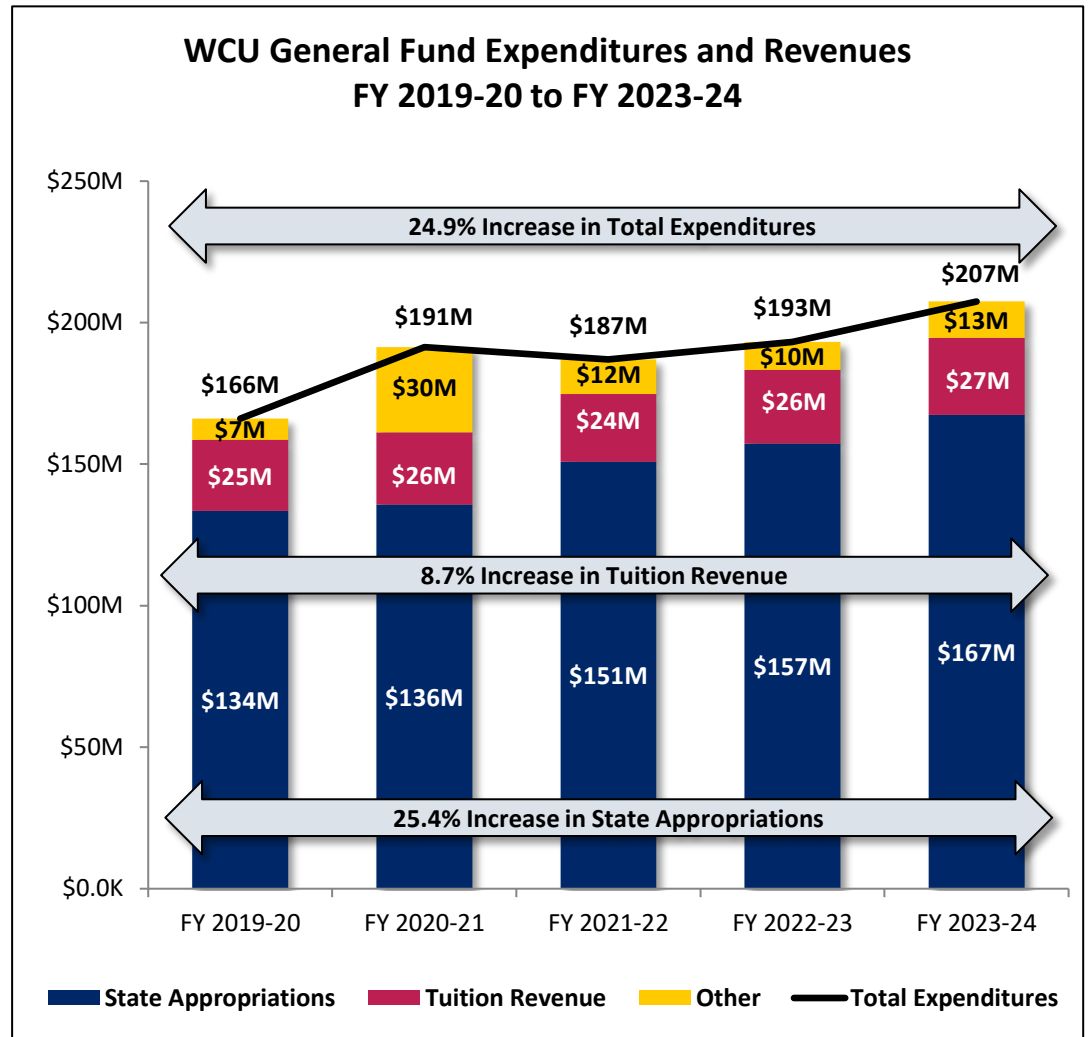 WCU General Fund Expenditures and Revenues
FY 2019-20 to FY 2023-24
$250M
24.9% Increase in Total Expenditures
$207M
$200M
$191M
$187M
$193M
$13M
$166M
$30M
$12M
$10M
$27M
$7M
$24M
$26M
$150M
$25M
$26M
8.7% Increase in Tuition Revenue
$100M
$134M
$136M
$151M
$157M
$167M
$50M
25.4% Increase in State Appropriations
$0.0K
FY 2019-20
FY 2020-21
FY 2021-22
FY 2022-23
FY 2023-24
State Appropriations
Tuition Revenue
Other
Total Expenditures